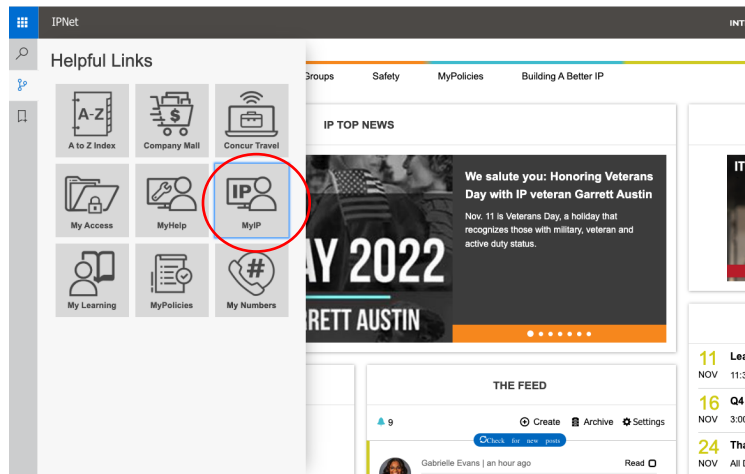 IPNet
INT
Helpful Links
A-Z
$
A to Z Index
Company Mall
Concur Travel
IP
My Access
MyHelp
MyIP
#
My Learning
MyPolicies
My Numbers
Groups
Safety
MyPolicies
Building A Better IP
IP TOP NEWS
AY 2022
RETT AUSTIN
We salute you: Honoring Veterans
Day with IP veteran Garrett Austin
Nov. 11 is Veterans Day, a holiday that
recognizes those with military, veteran and
active duty status.
IT
THE FEED
9
Create
Archive
Settings
Check for new posts
Gabrielle Evans | an hour ago
Read
11
NOV
Lea
11:3
16
NOV
Q4
3:00
24
NOV
Tha
All D